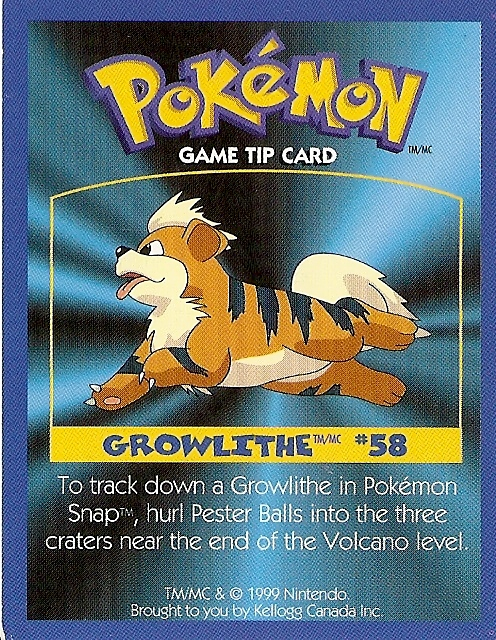 POKéMON TM/MC
GAME TIP CARD
GROWLITHE TM/MC #58
To track down a Growlithe in Pokémon
Snap™, hurl Pester Balls into the three
craters near the end of the Volcano level.
TM/MC & © 1999 Nintendo.
Brought to you by Kellogg Canada Inc.